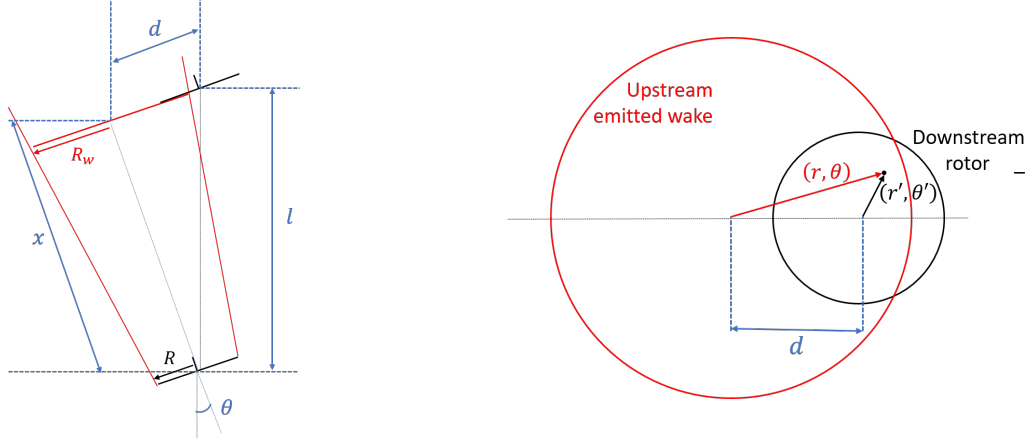 d
R_w
x
l
R
θ
Upstream
emitted wake
Downstream
rotor
(r, θ)
(r′, θ′)
d